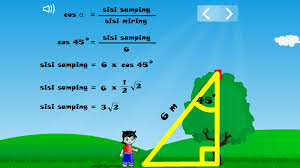 cos α = sisi samping / sisi miring
cos 45° = sisi samping / 6
sisi samping = 6 x cos 45°
sisi samping = 6 x 1/2 √2
sisi samping = 3√2
6 m
45°